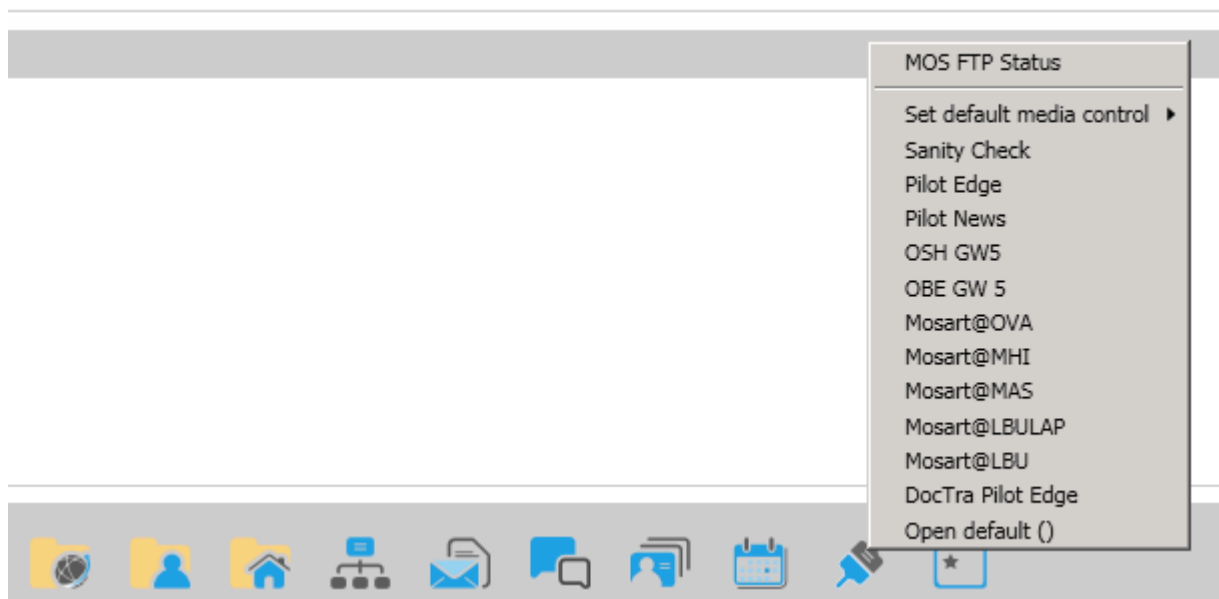 MOS FTP Status
Set default media control
Sanity Check
Pilot Edge
Pilot News
OSH GW5
OBE GW 5
Mosart@OVA
Mosart@MHI
Mosart@MAS
Mosart@LBULAP
Mosart@LBU
DocTra Pilot Edge
Open default ()